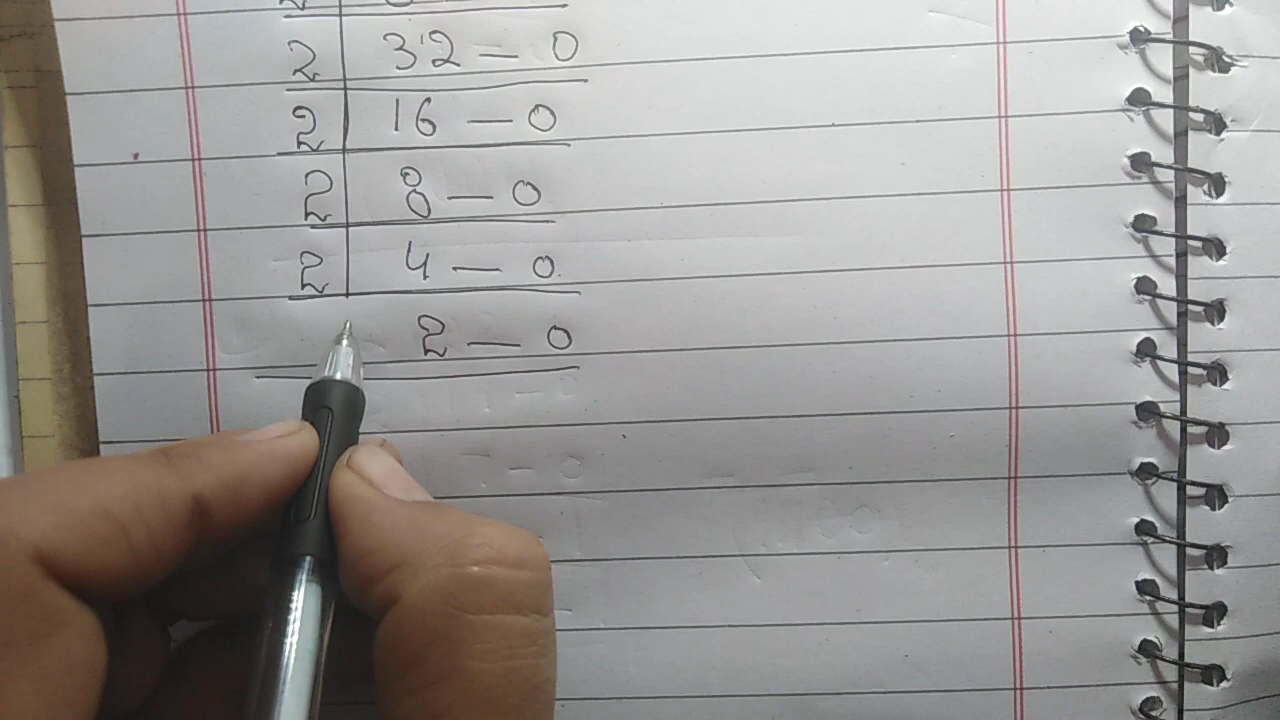 2 32 — 0
2 16 — 0
2 8 — 0
2 4 — 0
2 — 0